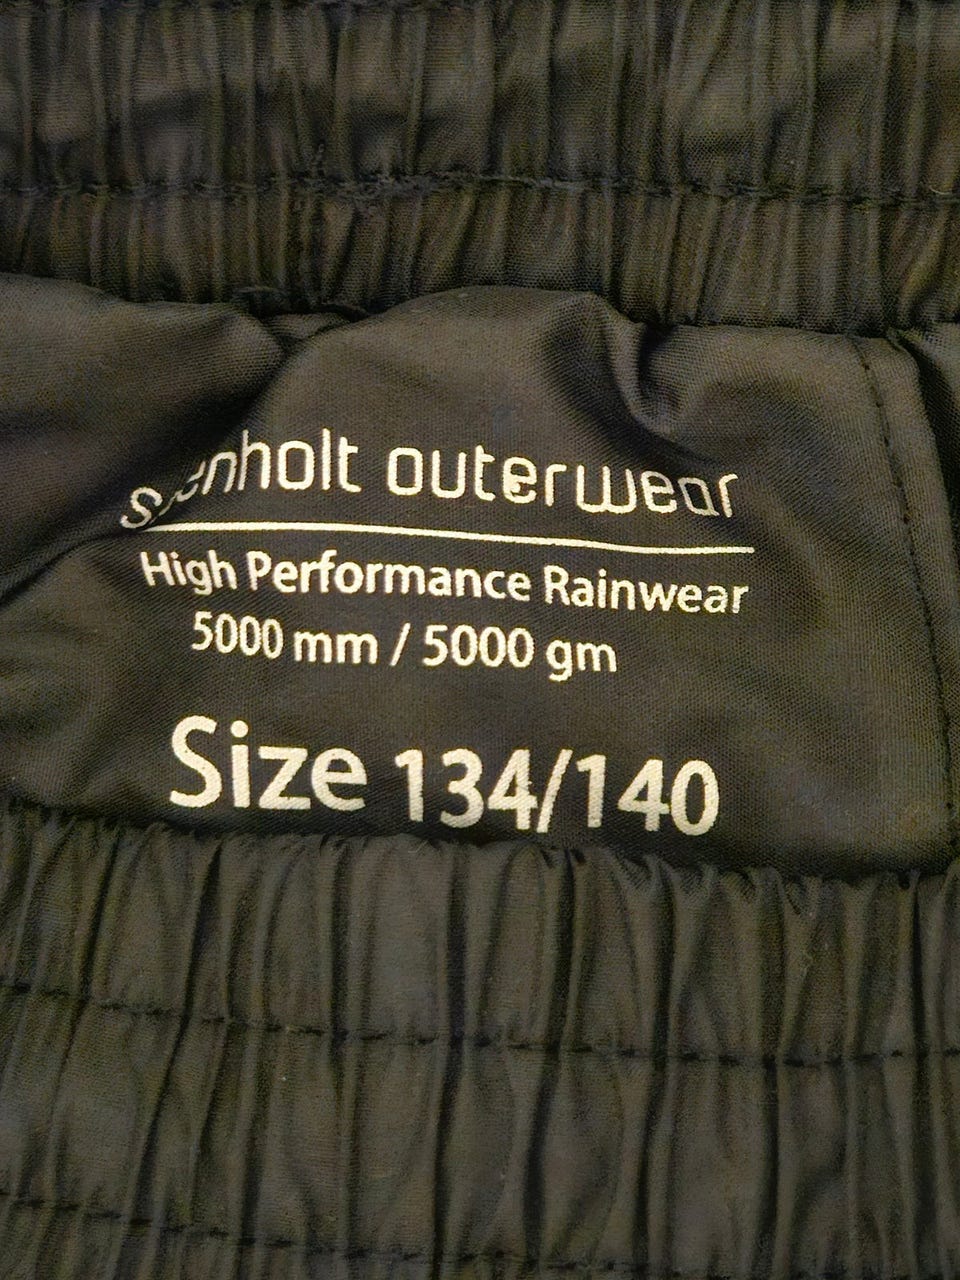 outerwear
High Performance Rainwear
5000 mm / 5000 gm
Size 134/140